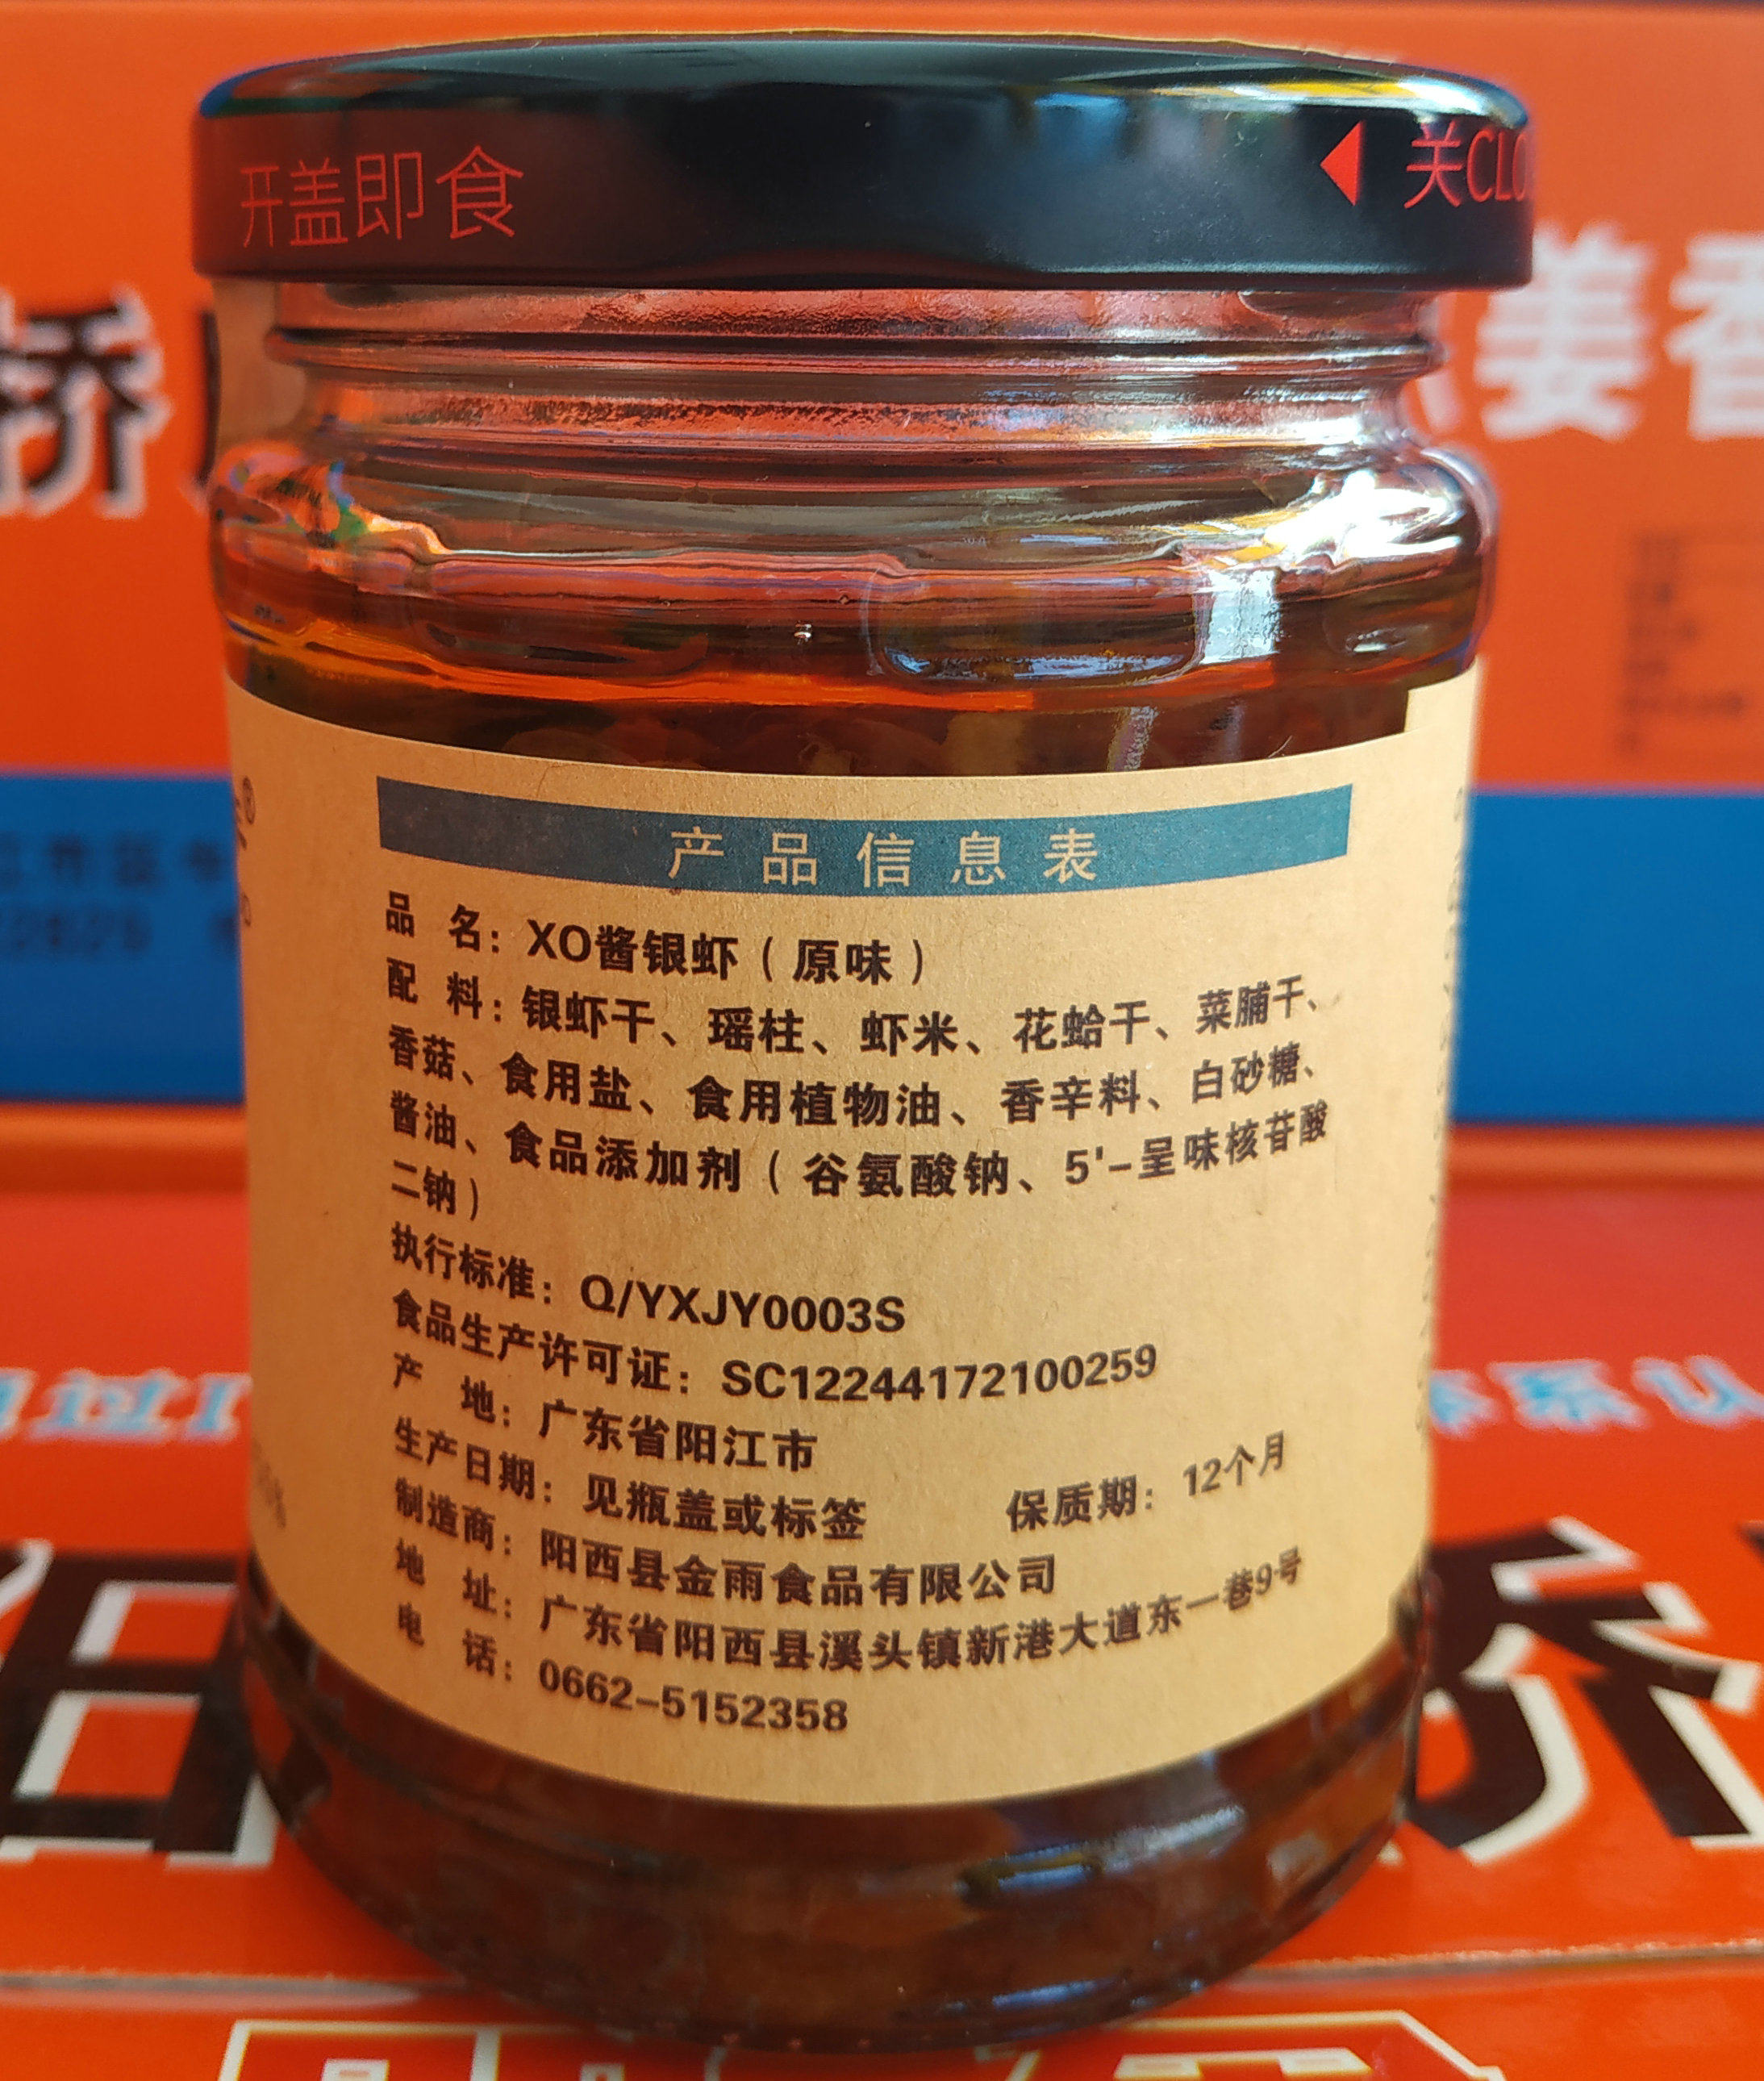 开盖即食
关CLO
桥
姜香
产品信息表
品 名：XO酱银虾（原味）
配 料：银虾干、瑶柱、虾米、花蛤干、菜脯干、
香菇、食用盐、食用植物油、香辛料、白砂糖、
酱油、食品添加剂（谷氨酸钠、5'-呈味核苷酸
二钠）
执行标准：Q/YXJY0003S
食品生产许可证：SC12244172100259
产 地：广东省阳江市
生产日期：见瓶盖或标签 保质期：12个月
制造商：阳西县金雨食品有限公司
地 址：广东省阳西县溪头镇新港大道东一巷9号
电 话：0662-5152358